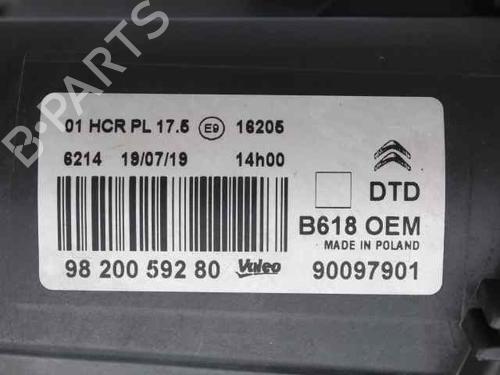 B-PARTS
01 HCR PL 17.5 E9 16205
6214 19/07/19 14h00
DTD
B618 OEM
MADE IN POLAND
98 200 592 80 Valeo 90097901